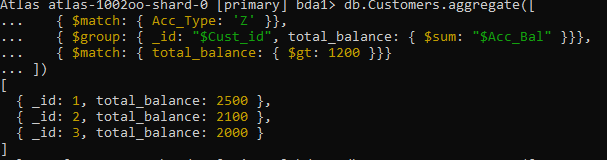 Atlas atlas-1002oo-shard-0 [primary] bda1> db.Customers.aggregate([
... { $match: { Acc_Type: 'Z' }},
... { $group: { _id: "$Cust_id", total_balance: { $sum: "$Acc_Bal" }}},
... { $match: { total_balance: { $gt: 1200 }}}
... ])
[
{ _id: 1, total_balance: 2500 },
{ _id: 2, total_balance: 2100 },
{ _id: 3, total_balance: 2000 }
]